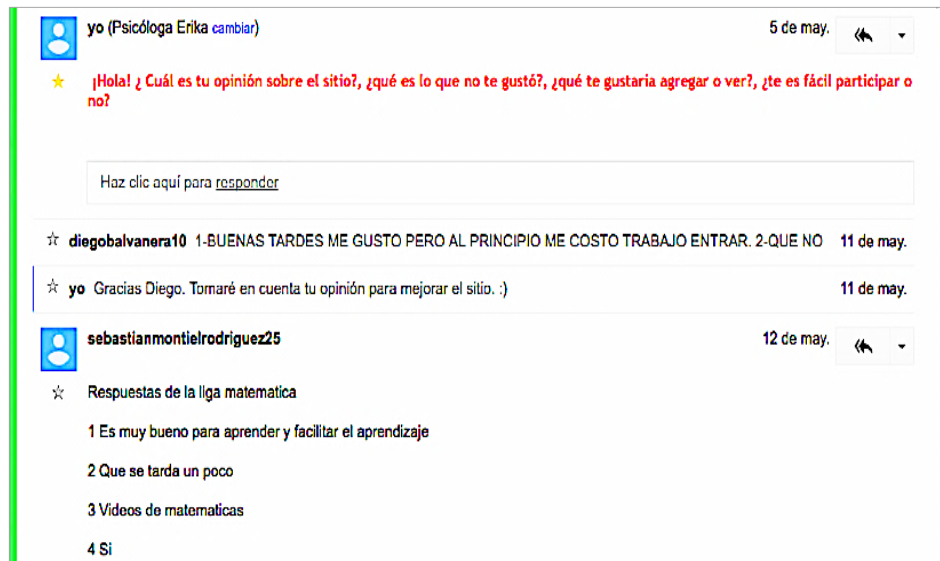 yo (Psicóloga Erika cambiar) 5 de may.
¡Hola! ¿ Cuál es tu opinión sobre el sitio?, ¿qué es lo que no te gustó?, ¿qué te gustaria agregar o ver?, ¿te es fácil participar o
no?
Haz clic aquí para responder
diegobalvanera10 1-BUENAS TARDES ME GUSTO PERO AL PRINCIPIO ME COSTO TRABAJO ENTRAR. 2-QUE NO 11 de may.
yo Gracias Diego. Tomaré en cuenta tu opinión para mejorar el sitio. :) 11 de may.
sebastianmontielrodriguez25 12 de may.
Respuestas de la liga matematica
1 Es muy bueno para aprender y facilitar el aprendizaje
2 Que se tarda un poco
3 Videos de matematicas
4 Si